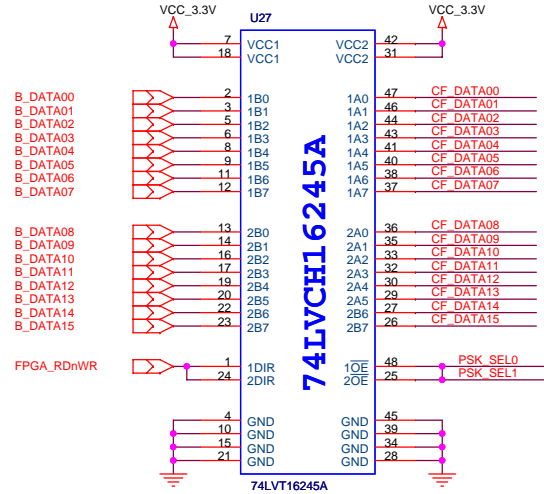 VCC_3.3V U27 VCC_3.3V
7 VCC1 VCC2 42
18 VCC1 VCC2 31
B_DATA00 2 1B0 1A0 47 CF_DATA00
B_DATA01 3 1B1 1A1 46 CF_DATA01
B_DATA02 5 1B2 1A2 44 CF_DATA02
B_DATA03 6 1B3 1A3 43 CF_DATA03
B_DATA04 8 1B4 1A4 41 CF_DATA04
B_DATA05 9 1B5 1A5 40 CF_DATA05
B_DATA06 11 1B6 1A6 38 CF_DATA06
B_DATA07 12 1B7 1A7 37 CF_DATA07
74LVCH16245A
B_DATA08 13 2B0 2A0 36 CF_DATA08
B_DATA09 14 2B1 2A1 35 CF_DATA09
B_DATA10 16 2B2 2A2 33 CF_DATA10
B_DATA11 17 2B3 2A3 32 CF_DATA11
B_DATA12 19 2B4 2A4 30 CF_DATA12
B_DATA13 20 2B5 2A5 29 CF_DATA13
B_DATA14 22 2B6 2B6 27 CF_DATA14
B_DATA15 23 2B7 2B7 26 CF_DATA15
FPGA_RDnWR 1 1DIR 1OE 48 PSK_SEL0
24 2DIR 2OE 25 PSK_SEL1
4 GND GND 45
10 GND GND 39
15 GND GND 34
21 GND GND 28
74LVT16245A